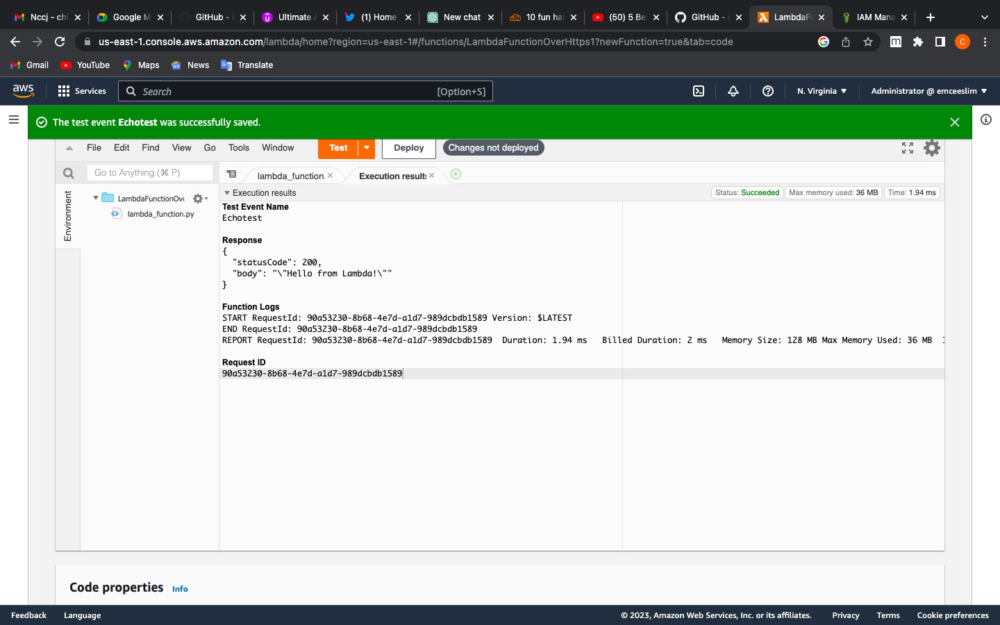 Nccj - ch
Google M
GitHub -
Ultimate
(1) Home
New chat
10 fun ha
(50) 5 Be
GitHub -
LambdaF
IAM Mana
us-east-1.console.aws.amazon.com/lambda/home?region=us-east-1#/functions/LambdaFunctionOverHttps1?newFunction=true&tab=code
C
Gmail
YouTube
Maps
News
Translate
aws
Services
Search
[Option+S]
N. Virginia
Administrator @ emceeslim
The test event Echotest was successfully saved.
File Edit Find View Go Tools Window
Test
Deploy
Changes not deployed
Go to Anything (⌘ P)
lambda_function.
Execution results
Environment
LambdaFunctionOve
lambda_function.py
Execution results
Status: Succeeded
Max memory used: 36 MB
Time: 1.94 ms
Test Event Name
Echotest
Response
{
"statusCode": 200,
"body": "\"Hello from Lambda!\""
}
Function Logs
START RequestId: 90a53230-8b68-4e7d-a1d7-989dcbdb1589 Version: $LATEST
END RequestId: 90a53230-8b68-4e7d-a1d7-989dcbdb1589
REPORT RequestId: 90a53230-8b68-4e7d-a1d7-989dcbdb1589 Duration: 1.94 ms Billed Duration: 2 ms Memory Size: 128 MB Max Memory Used: 36 MB
Request ID
90a53230-8b68-4e7d-a1d7-989dcbdb1589
Code properties Info
Feedback
Language
© 2023, Amazon Web Services, Inc. or its affiliates.
Privacy
Terms
Cookie preferences